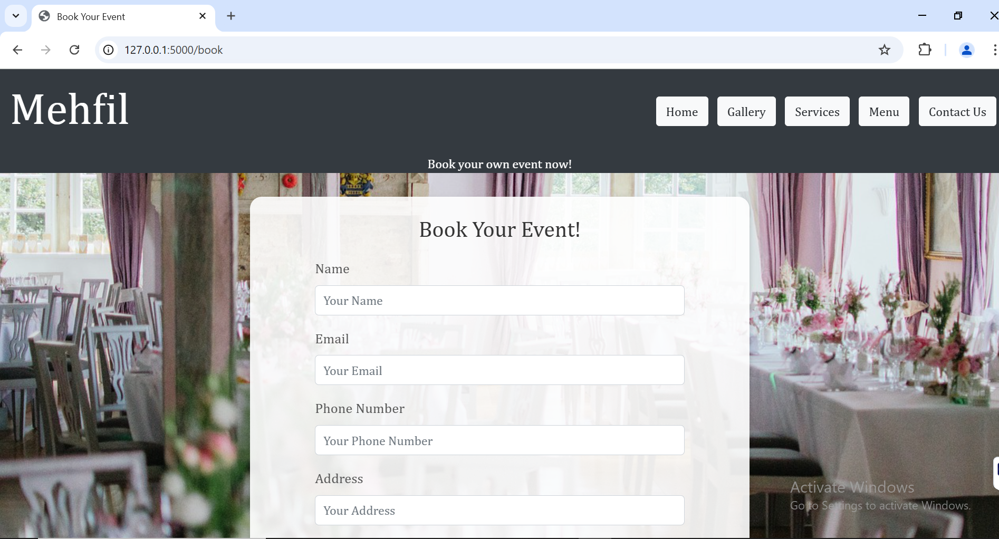 Book Your Event
127.0.0.1:5000/book
Mehfil
Home Gallery Services Menu Contact Us
Book your own event now!
Book Your Event!
Name
Your Name
Email
Your Email
Phone Number
Your Phone Number
Address
Your Address
Activate Windows
Go to Settings to activate Windows.